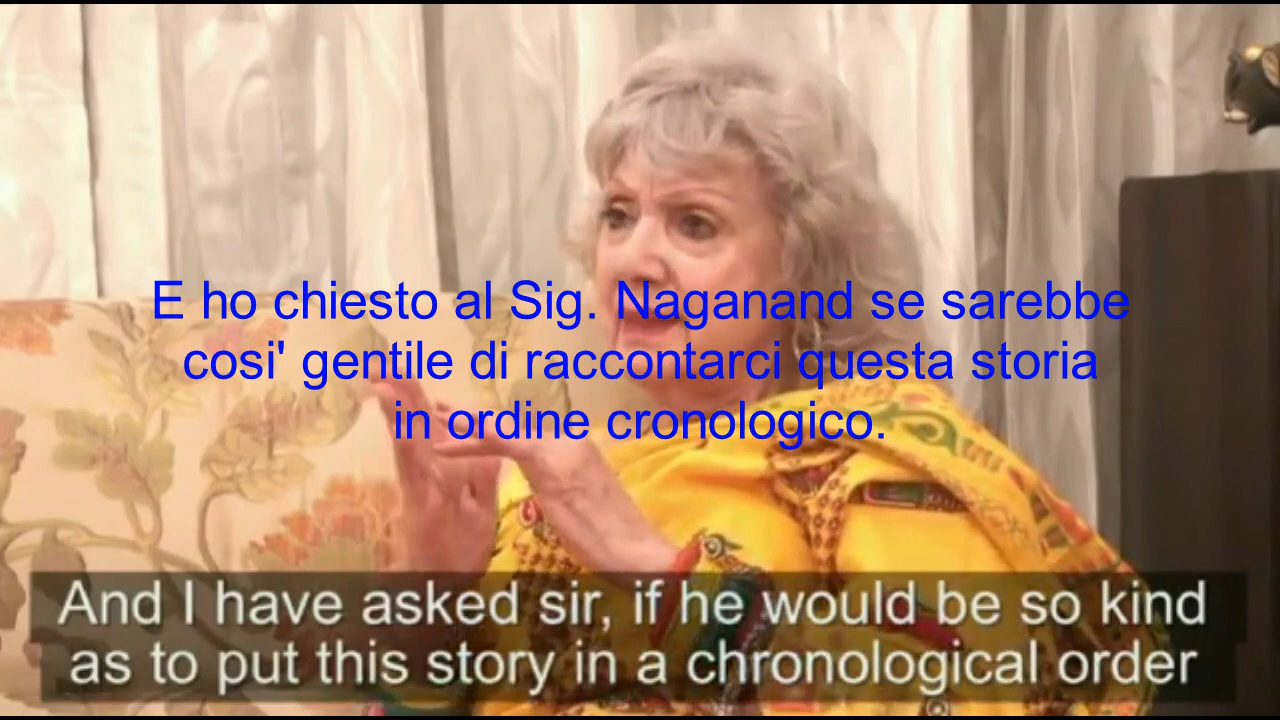 E ho chiesto al Sig. Naganand se sarebbe
cosi' gentile di raccontarci questa storia
in ordine cronologico.
And I have asked sir, if he would be so kind
as to put this story in a chronological order